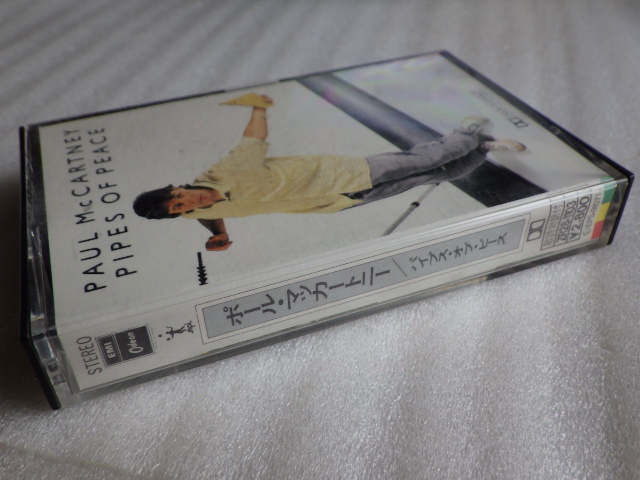 PAUL McCARTNEY
PIPES OF PEACE
STEREO
EMI
Odeon
ポール・マッカートニー/パイプス・オブ・ピース
¥2,800